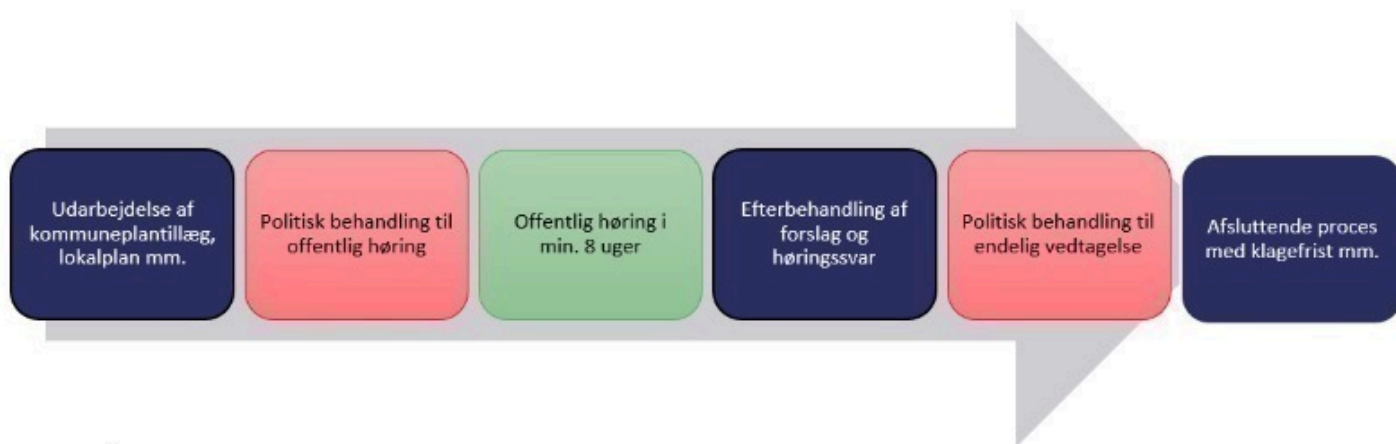 Udarbejdelse af
kommuneplantillæg,
lokalplan mm.
Politisk behandling til
offentlig høring
Offentlig høring i
min. 8 uger
Efterbehandling af
forslag og
høringssvar
Politisk behandling til
endelig vedtagelse
Afsluttende proces
med klagefrist mm.